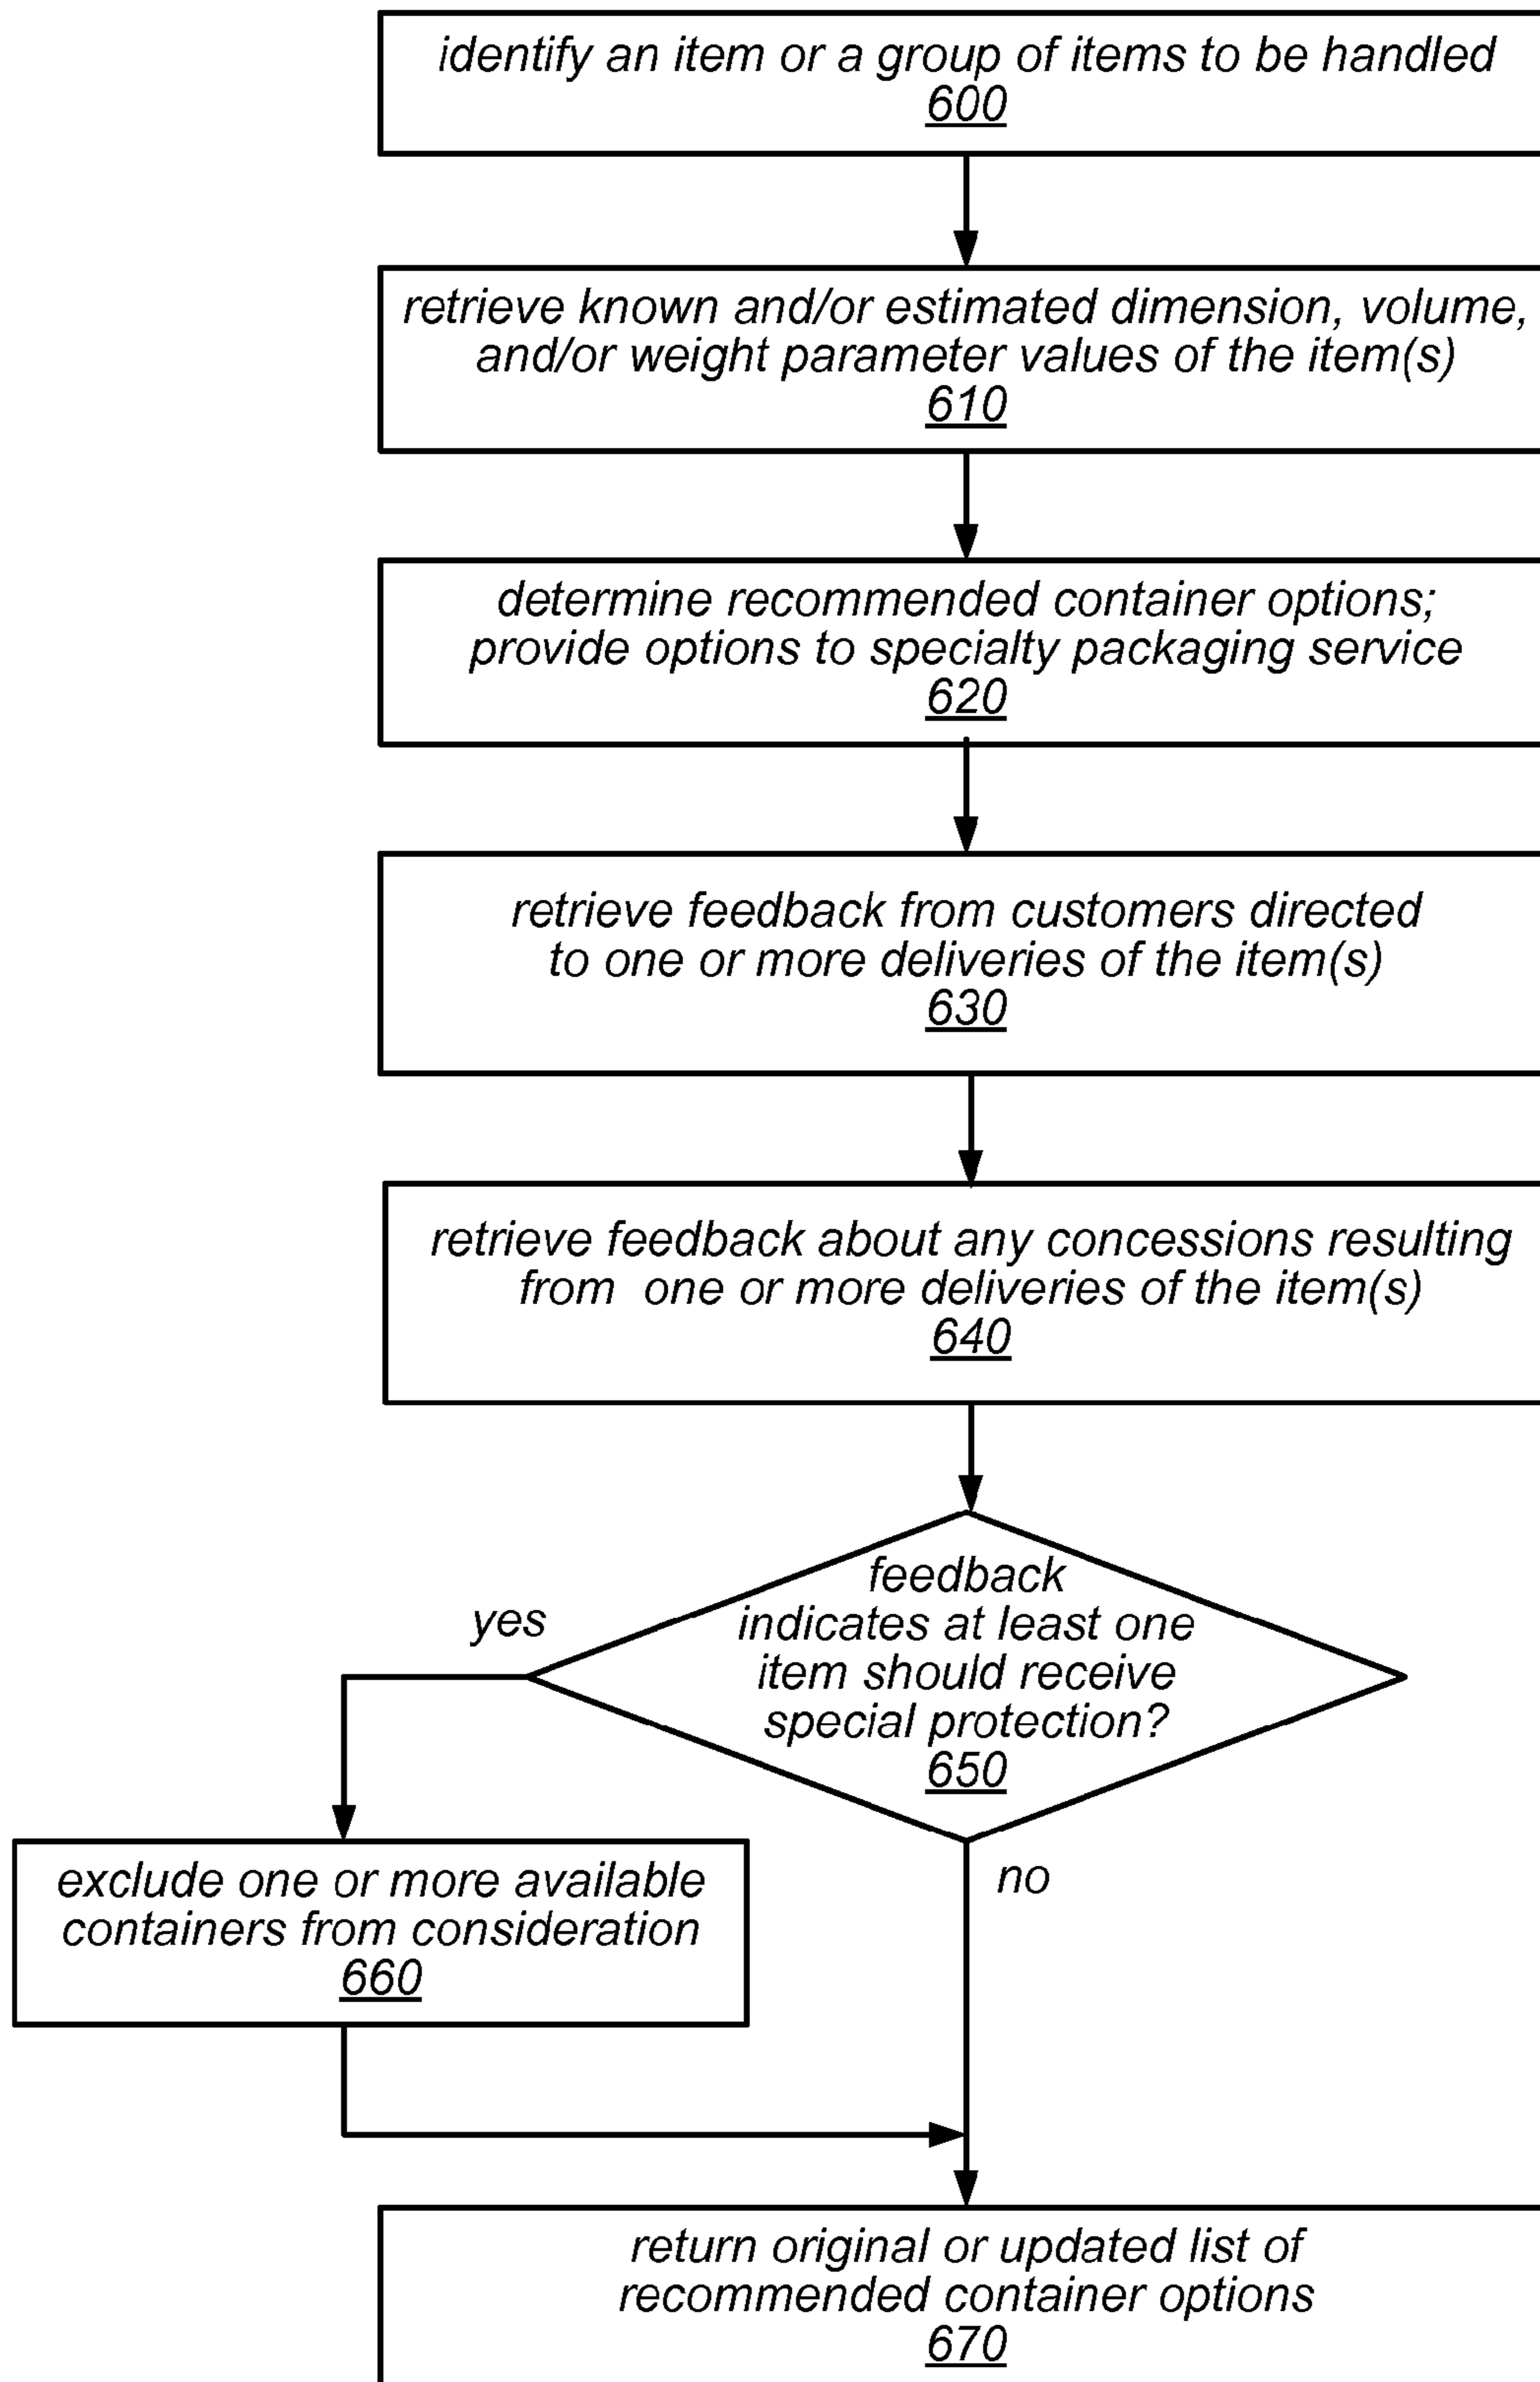 identify an item or a group of items to be handled
600
retrieve known and/or estimated dimension, volume,
and/or weight parameter values of the item(s)
610
determine recommended container options;
provide options to specialty packaging service
620
retrieve feedback from customers directed
to one or more deliveries of the item(s)
630
retrieve feedback about any concessions resulting
from one or more deliveries of the item(s)
640
feedback
indicates at least one
item should receive
special protection?
650
yes
no
exclude one or more available
containers from consideration
660
return original or updated list of
recommended container options
670